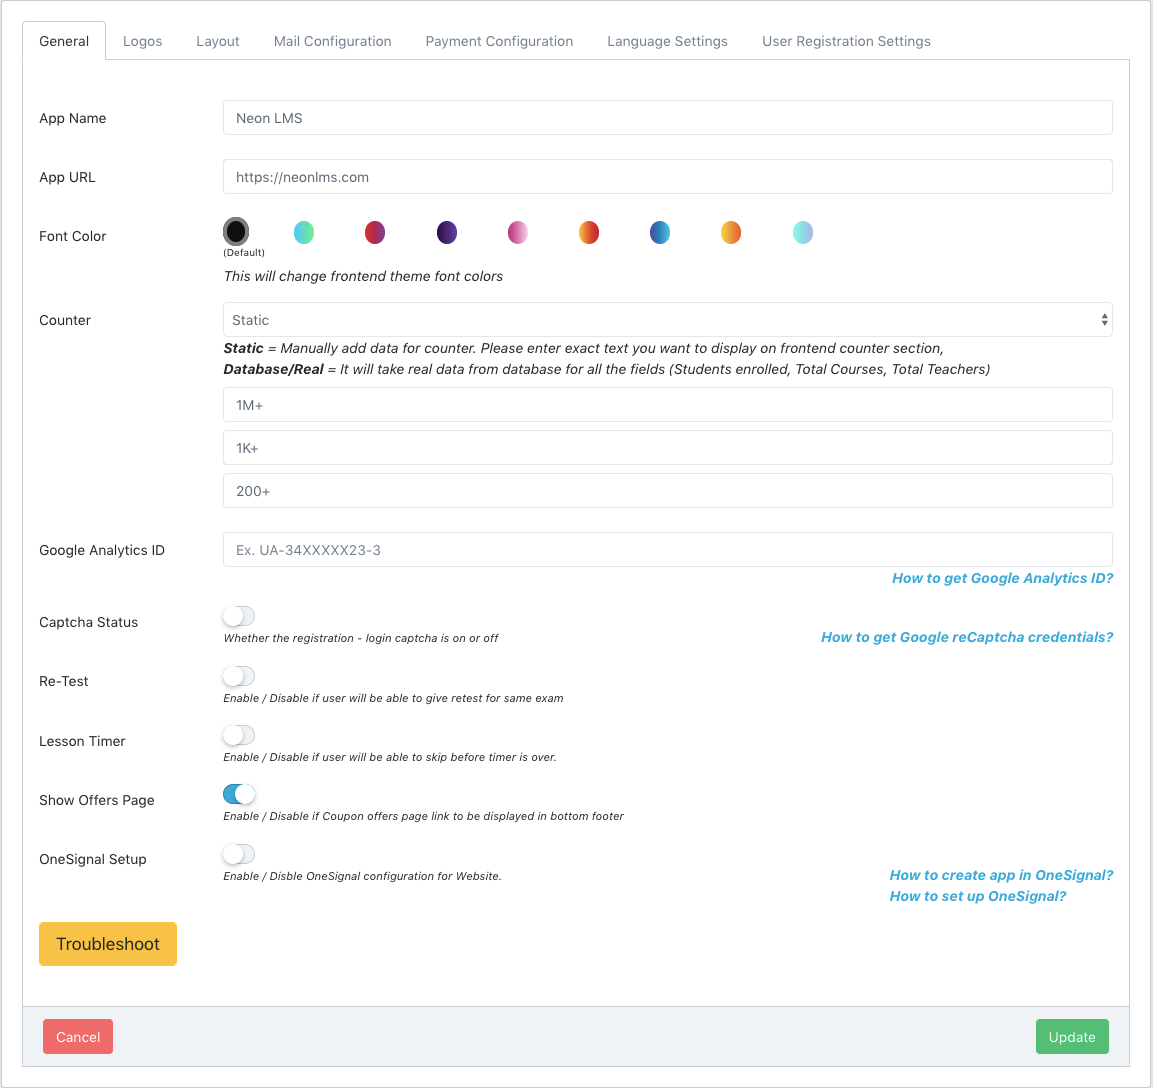 General
Logos
Layout
Mail Configuration
Payment Configuration
Language Settings
User Registration Settings
App Name
Neon LMS
App URL
https://neonlms.com
Font Color
(Default)
This will change frontend theme font colors
Counter
Static
Static = Manually add data for counter. Please enter exact text you want to display on frontend counter section,
Database/Real = It will take real data from database for all the fields (Students enrolled, Total Courses, Total Teachers)
1M+
1K+
200+
Google Analytics ID
Ex. UA-34XXXXX23-3
How to get Google Analytics ID?
Captcha Status
Whether the registration - login captcha is on or off
How to get Google reCaptcha credentials?
Re-Test
Enable / Disable if user will be able to give retest for same exam
Lesson Timer
Enable / Disable if user will be able to skip before timer is over.
Show Offers Page
Enable / Disable if Coupon offers page link to be displayed in bottom footer
OneSignal Setup
Enable / Disble OneSignal configuration for Website.
How to create app in OneSignal?
How to set up OneSignal?
Troubleshoot
Cancel
Update